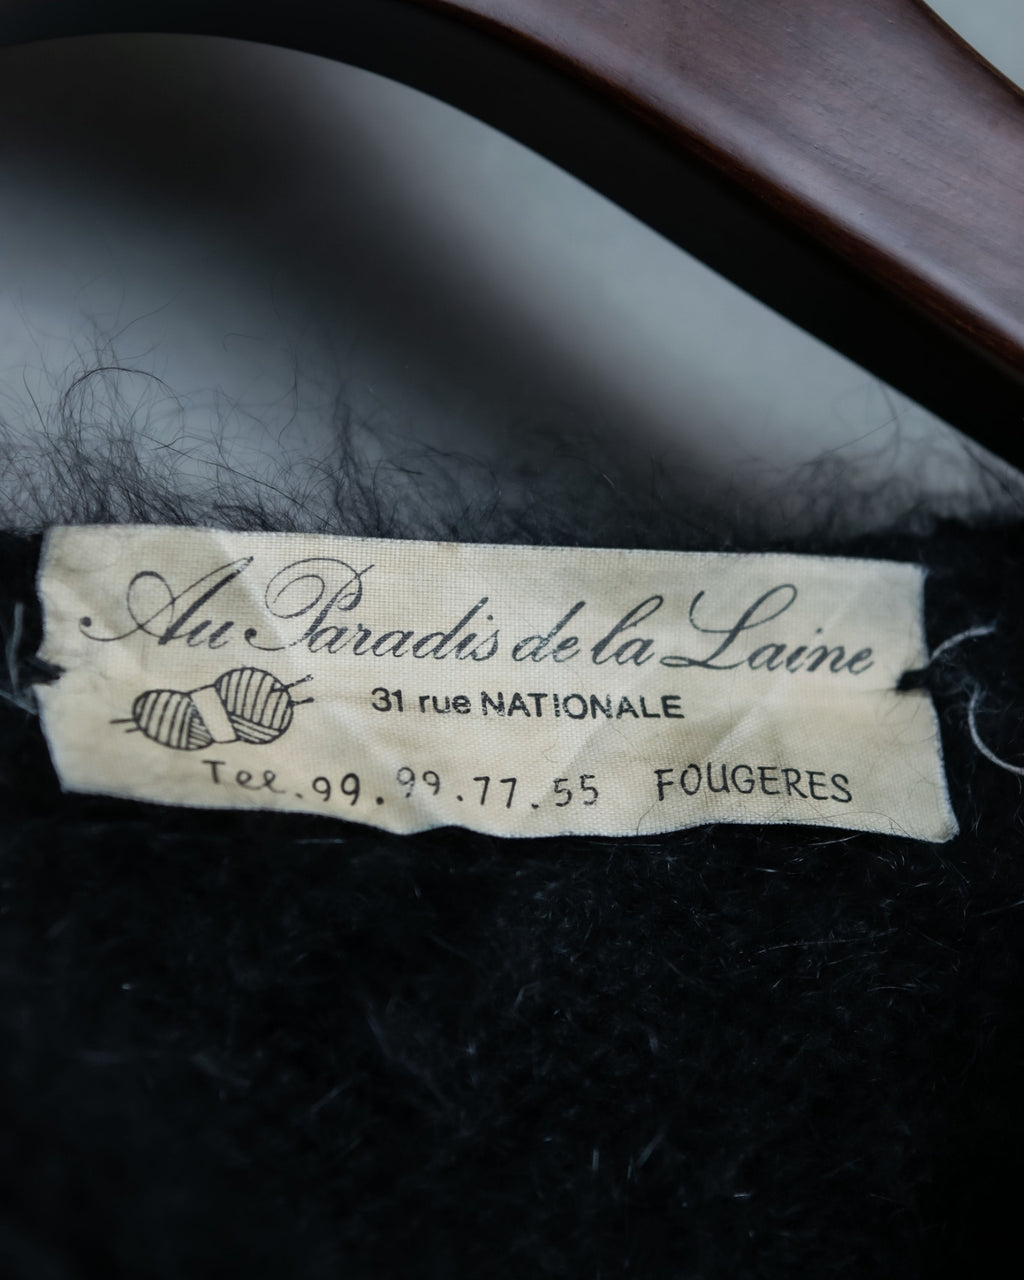 Au Paradis de la Laine
31 rue NATIONALE
Tel. 99. 99. 77. 55 FOUGERES